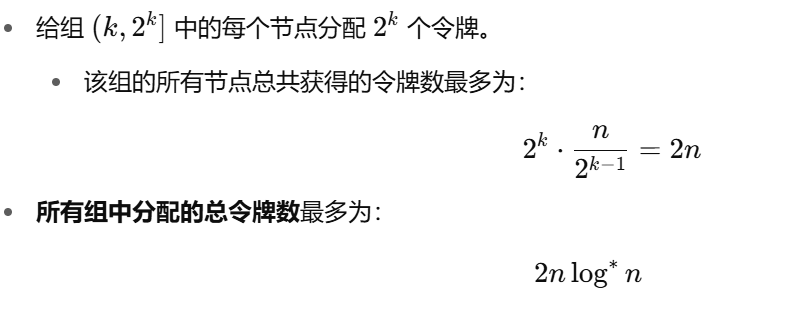 给组 $(k, 2^k]$ 中的每个节点分配 $2^k$ 个令牌。
该组的所有节点总共获得的令牌数最多为：
$2^k \cdot \frac{n}{2^{k-1}} = 2n$
所有组中分配的总令牌数最多为：
$2n \log^* n$